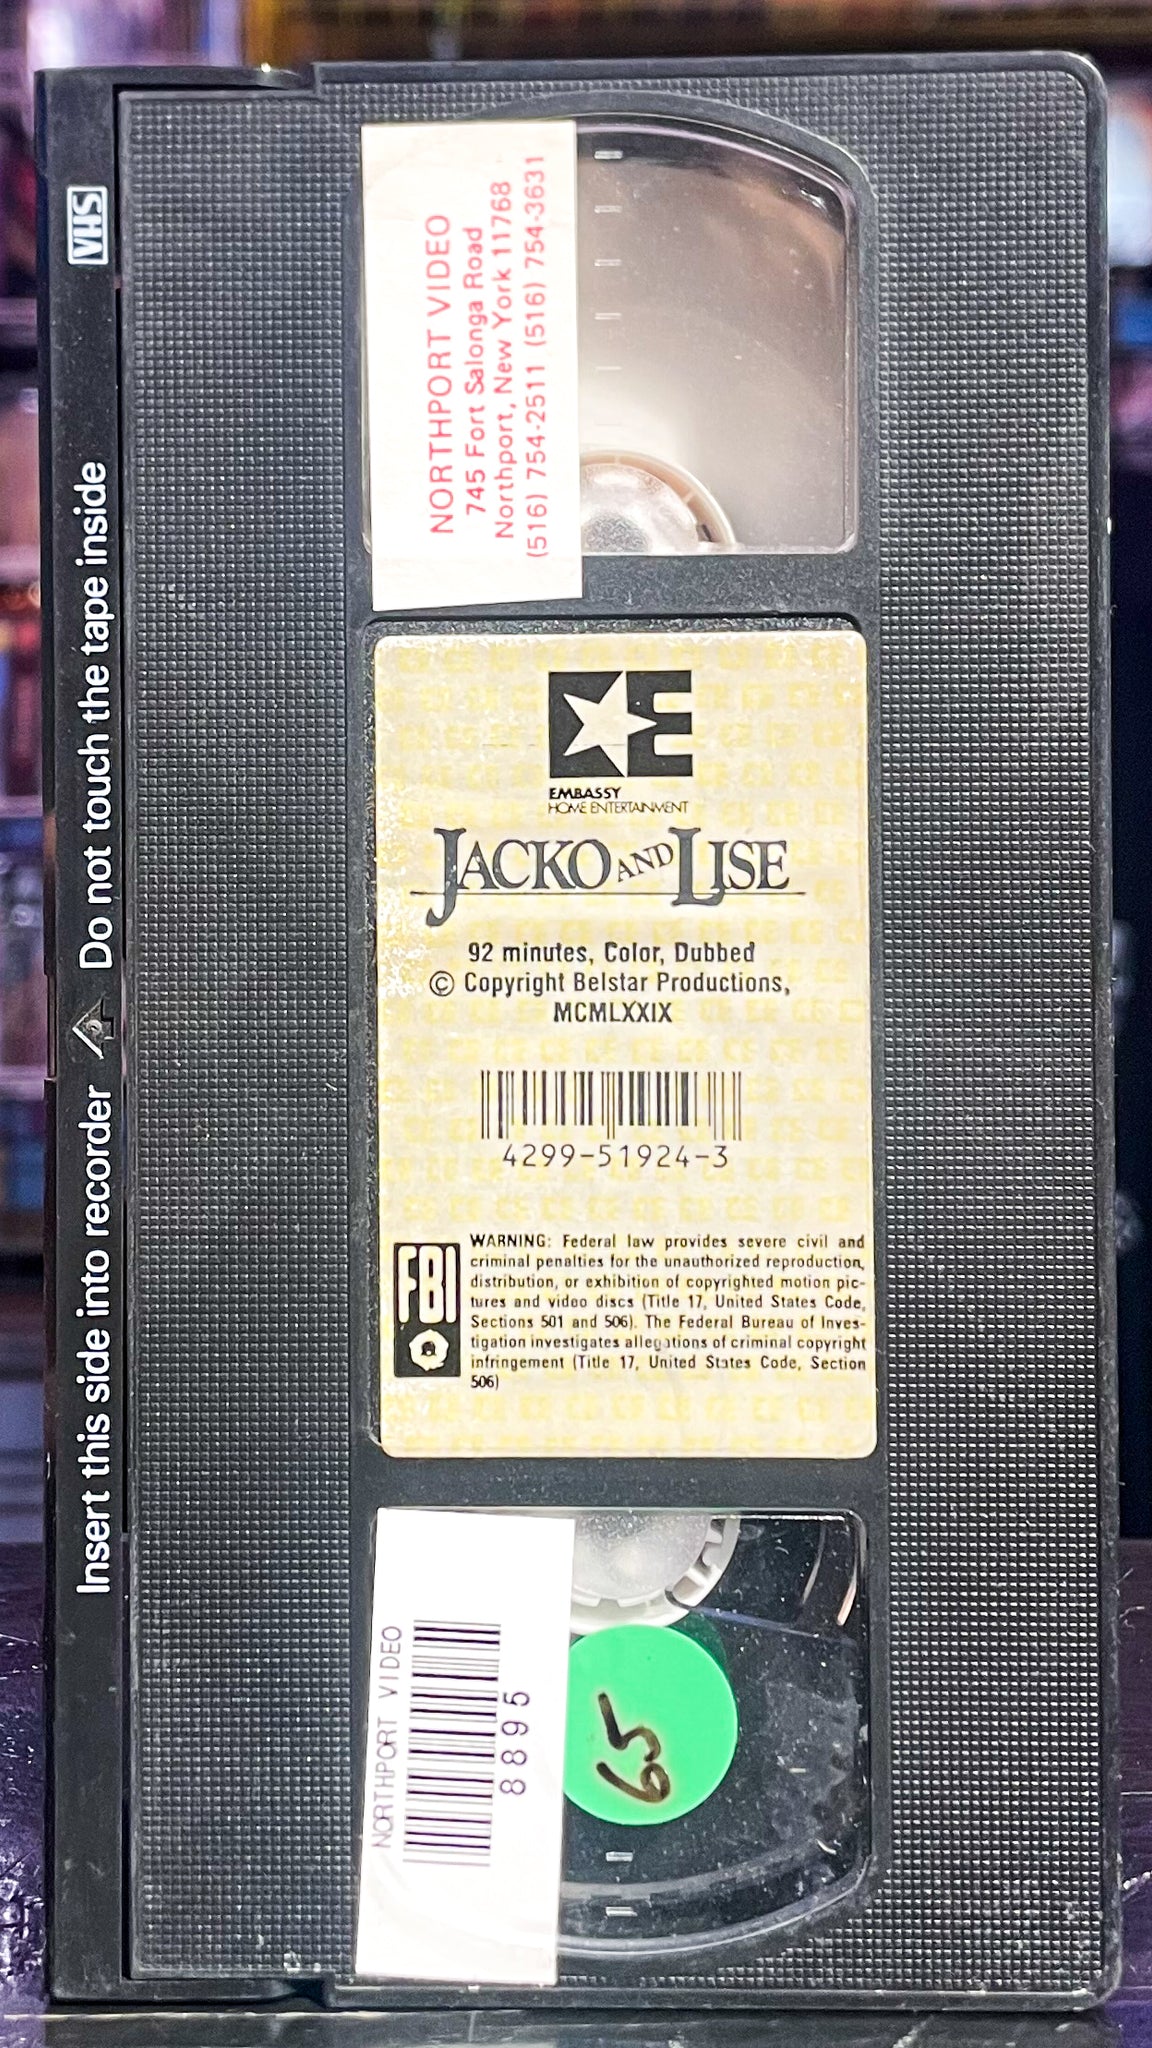 VHS
Insert this side into recorder Do not touch the tape inside
NORTHPORT VIDEO
745 Fort Salonga Road
Northport, New York 11768
(516) 754-2511 (516) 754-3631
EMBASSY
HOME ENTERTAINMENT
JACKO AND LISE
92 minutes, Color, Dubbed
© Copyright Belstar Productions,
MCMLXXIX
4299-51924-3
FBI
WARNING: Federal law provides severe civil and
criminal penalties for the unauthorized reproduction,
distribution, or exhibition of copyrighted motion pic-
tures and video discs (Title 17, United States Code,
Sections 501 and 506). The Federal Bureau of Inves-
tigation investigates allegations of criminal copyright
infringement (Title 17, United States Code, Section
506)
NORTHPORT VIDEO
8895
65